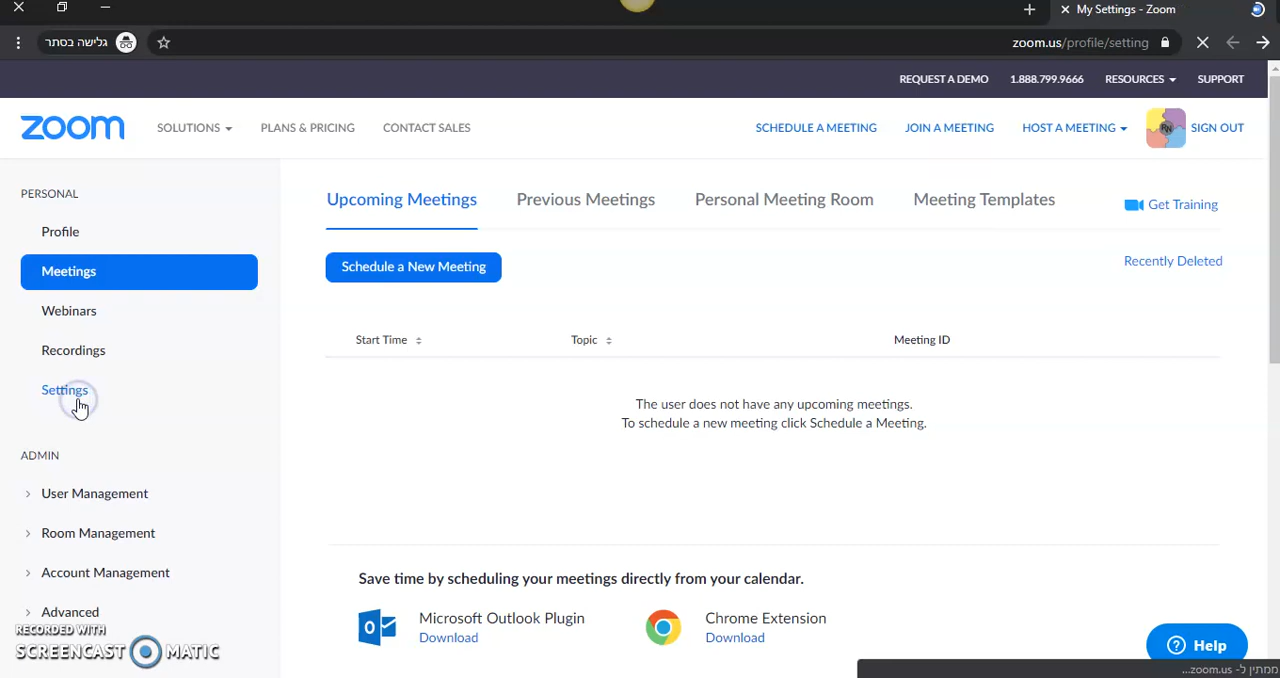 My Settings - Zoom
גלישה בסתר
zoom.us/profile/setting
REQUEST A DEMO 1.888.799.9666 RESOURCES SUPPORT
zoom SOLUTIONS PLANS & PRICING CONTACT SALES SCHEDULE A MEETING JOIN A MEETING HOST A MEETING SIGN OUT
PERSONAL
Profile
Meetings
Webinars
Recordings
Settings
ADMIN
User Management
Room Management
Account Management
Advanced
Upcoming Meetings Previous Meetings Personal Meeting Room Meeting Templates Get Training
Schedule a New Meeting Recently Deleted
Start Time Topic Meeting ID
The user does not have any upcoming meetings.
To schedule a new meeting click Schedule a Meeting.
Save time by scheduling your meetings directly from your calendar.
Microsoft Outlook Plugin
Download
Chrome Extension
Download
RECORDED WITH
SCREENCAST MATIC
Help
ממתין ל- zoom.us...